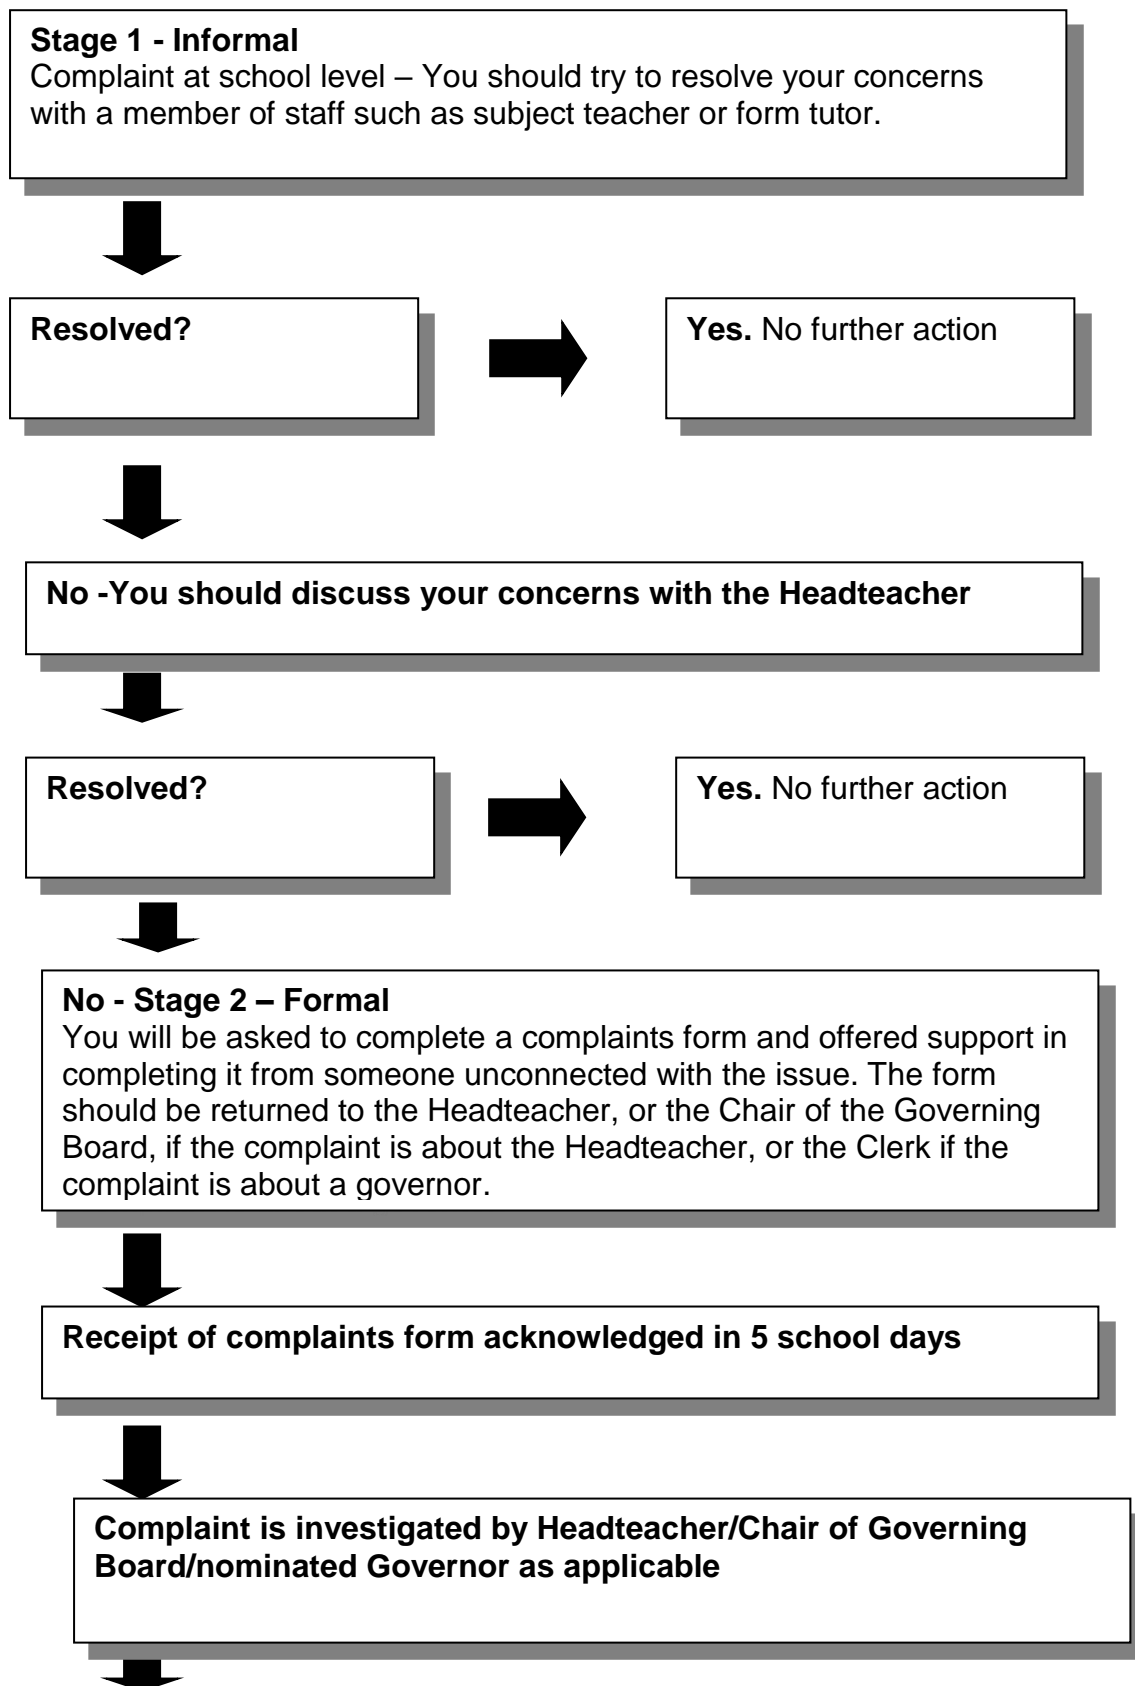 Stage 1 - Informal
Complaint at school level – You should try to resolve your concerns
with a member of staff such as subject teacher or form tutor.
Resolved?
Yes. No further action
No -You should discuss your concerns with the Headteacher
Resolved?
Yes. No further action
No - Stage 2 – Formal
You will be asked to complete a complaints form and offered support in
completing it from someone unconnected with the issue. The form
should be returned to the Headteacher, or the Chair of the Governing
Board, if the complaint is about the Headteacher, or the Clerk if the
complaint is about a governor.
Receipt of complaints form acknowledged in 5 school days
Complaint is investigated by Headteacher/Chair of Governing
Board/nominated Governor as applicable